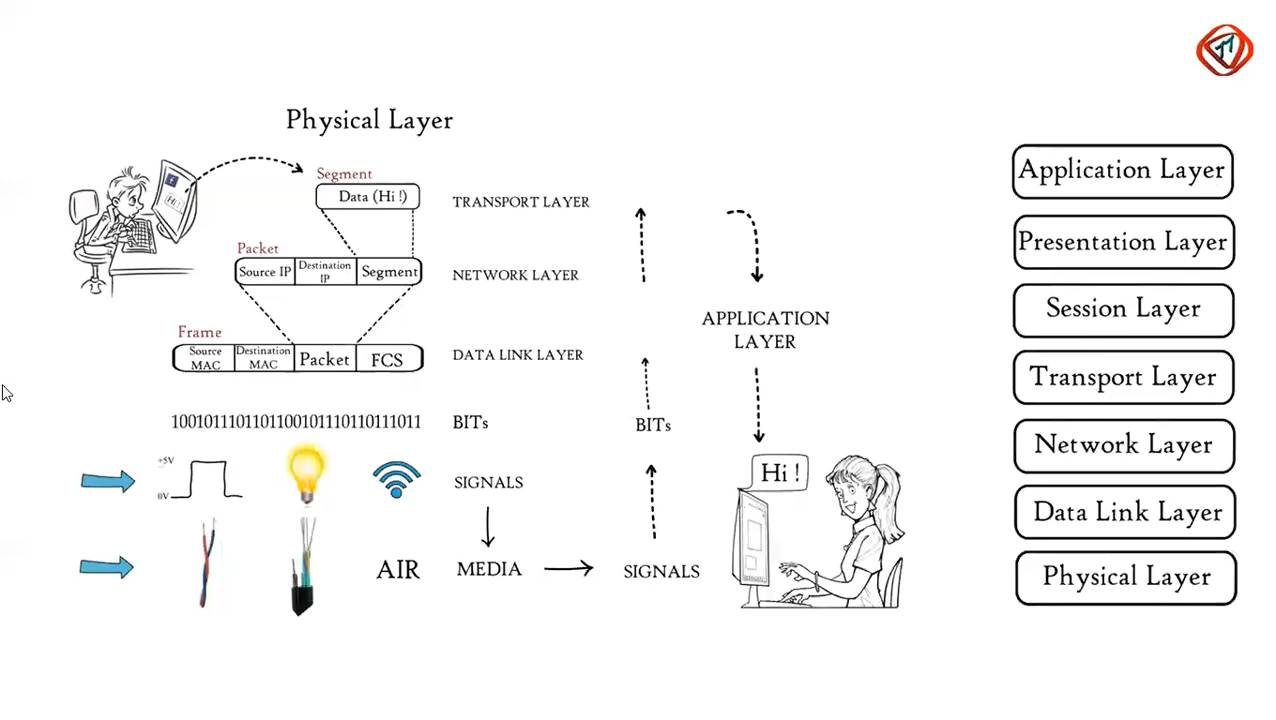 Physical Layer
Segment
Data (Hi !)
TRANSPORT LAYER
Packet
Source IP
Destination
IP
Segment
NETWORK LAYER
Frame
Source
MAC
Destination
MAC
Packet
FCS
DATA LINK LAYER
BITs
+5V
0V
SIGNALS
AIR
MEDIA
SIGNALS
BITs
APPLICATION
LAYER
Hi !
Hi !
Application Layer
Presentation Layer
Session Layer
Transport Layer
Network Layer
Data Link Layer
Physical Layer